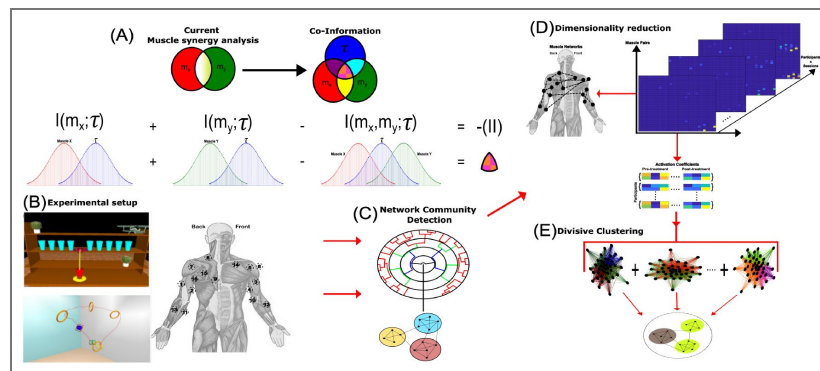 (A)
Current
Muscle synergy analysis
Co-Information
mx
my
τ
mx
my
I(mx;τ) + I(my;τ) - I(mx,my;τ) = -(II)
Muscle X
τ
+
Muscle Y
τ
-
Muscle X
τ
Muscle Y
=
(B) Experimental setup
Back Front
(C) Network Community
Detection
(D) Dimensionality reduction
Muscle Networks
Back Front
Muscle Pairs
Participants
x
Sessions
....
Activation Coefficients
Pre-treatment Post-treatment
Participants
(E) Divisive Clustering
+ + .... +